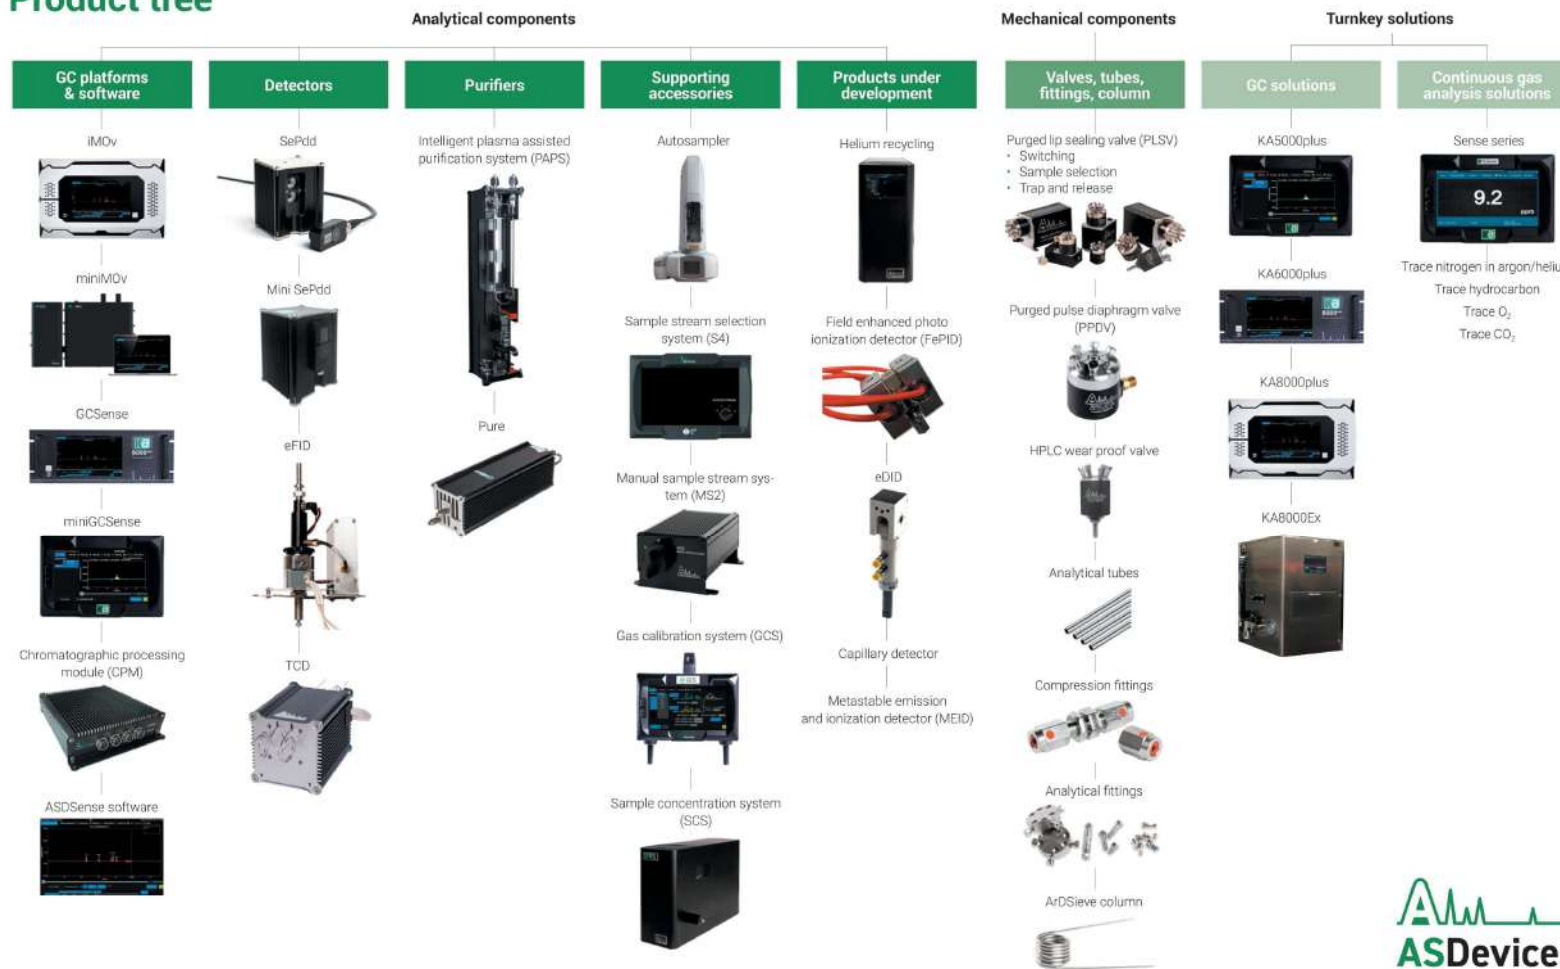 Product tree
Analytical components
Mechanical components
Turnkey solutions
GC platforms
& software
Detectors
Purifiers
Supporting
accessories
Products under
development
Valves, tubes,
fittings, column
GC solutions
Continuous gas
analysis solutions
iMOv
miniMOv
GCSense
miniGCSense
Chromatographic processing
module (CPM)
ASDSense software
SePdd
Mini SePdd
eFID
TCD
Intelligent plasma assisted
purification system (PAPS)
Pure
Autosampler
Sample stream selection
system (S4)
Manual sample stream sys-
tem (MS2)
Gas calibration system (GCS)
Sample concentration system
(SCS)
Helium recycling
Field enhanced photo
ionization detector (FePID)
eDID
Capillary detector
Metastable emission
and ionization detector (MEID)
Purged lip sealing valve (PLSV)
• Switching
• Sample selection
• Trap and release
Purged pulse diaphragm valve
(PPDV)
HPLC wear proof valve
Analytical tubes
Compression fittings
Analytical fittings
ArDSieve column
KA5000plus
KA6000plus
KA8000plus
KA8000Ex
Sense series
9.2
Trace nitrogen in argon/heliu
Trace hydrocarbon
Trace O₂
Trace CO₂
ASDevice